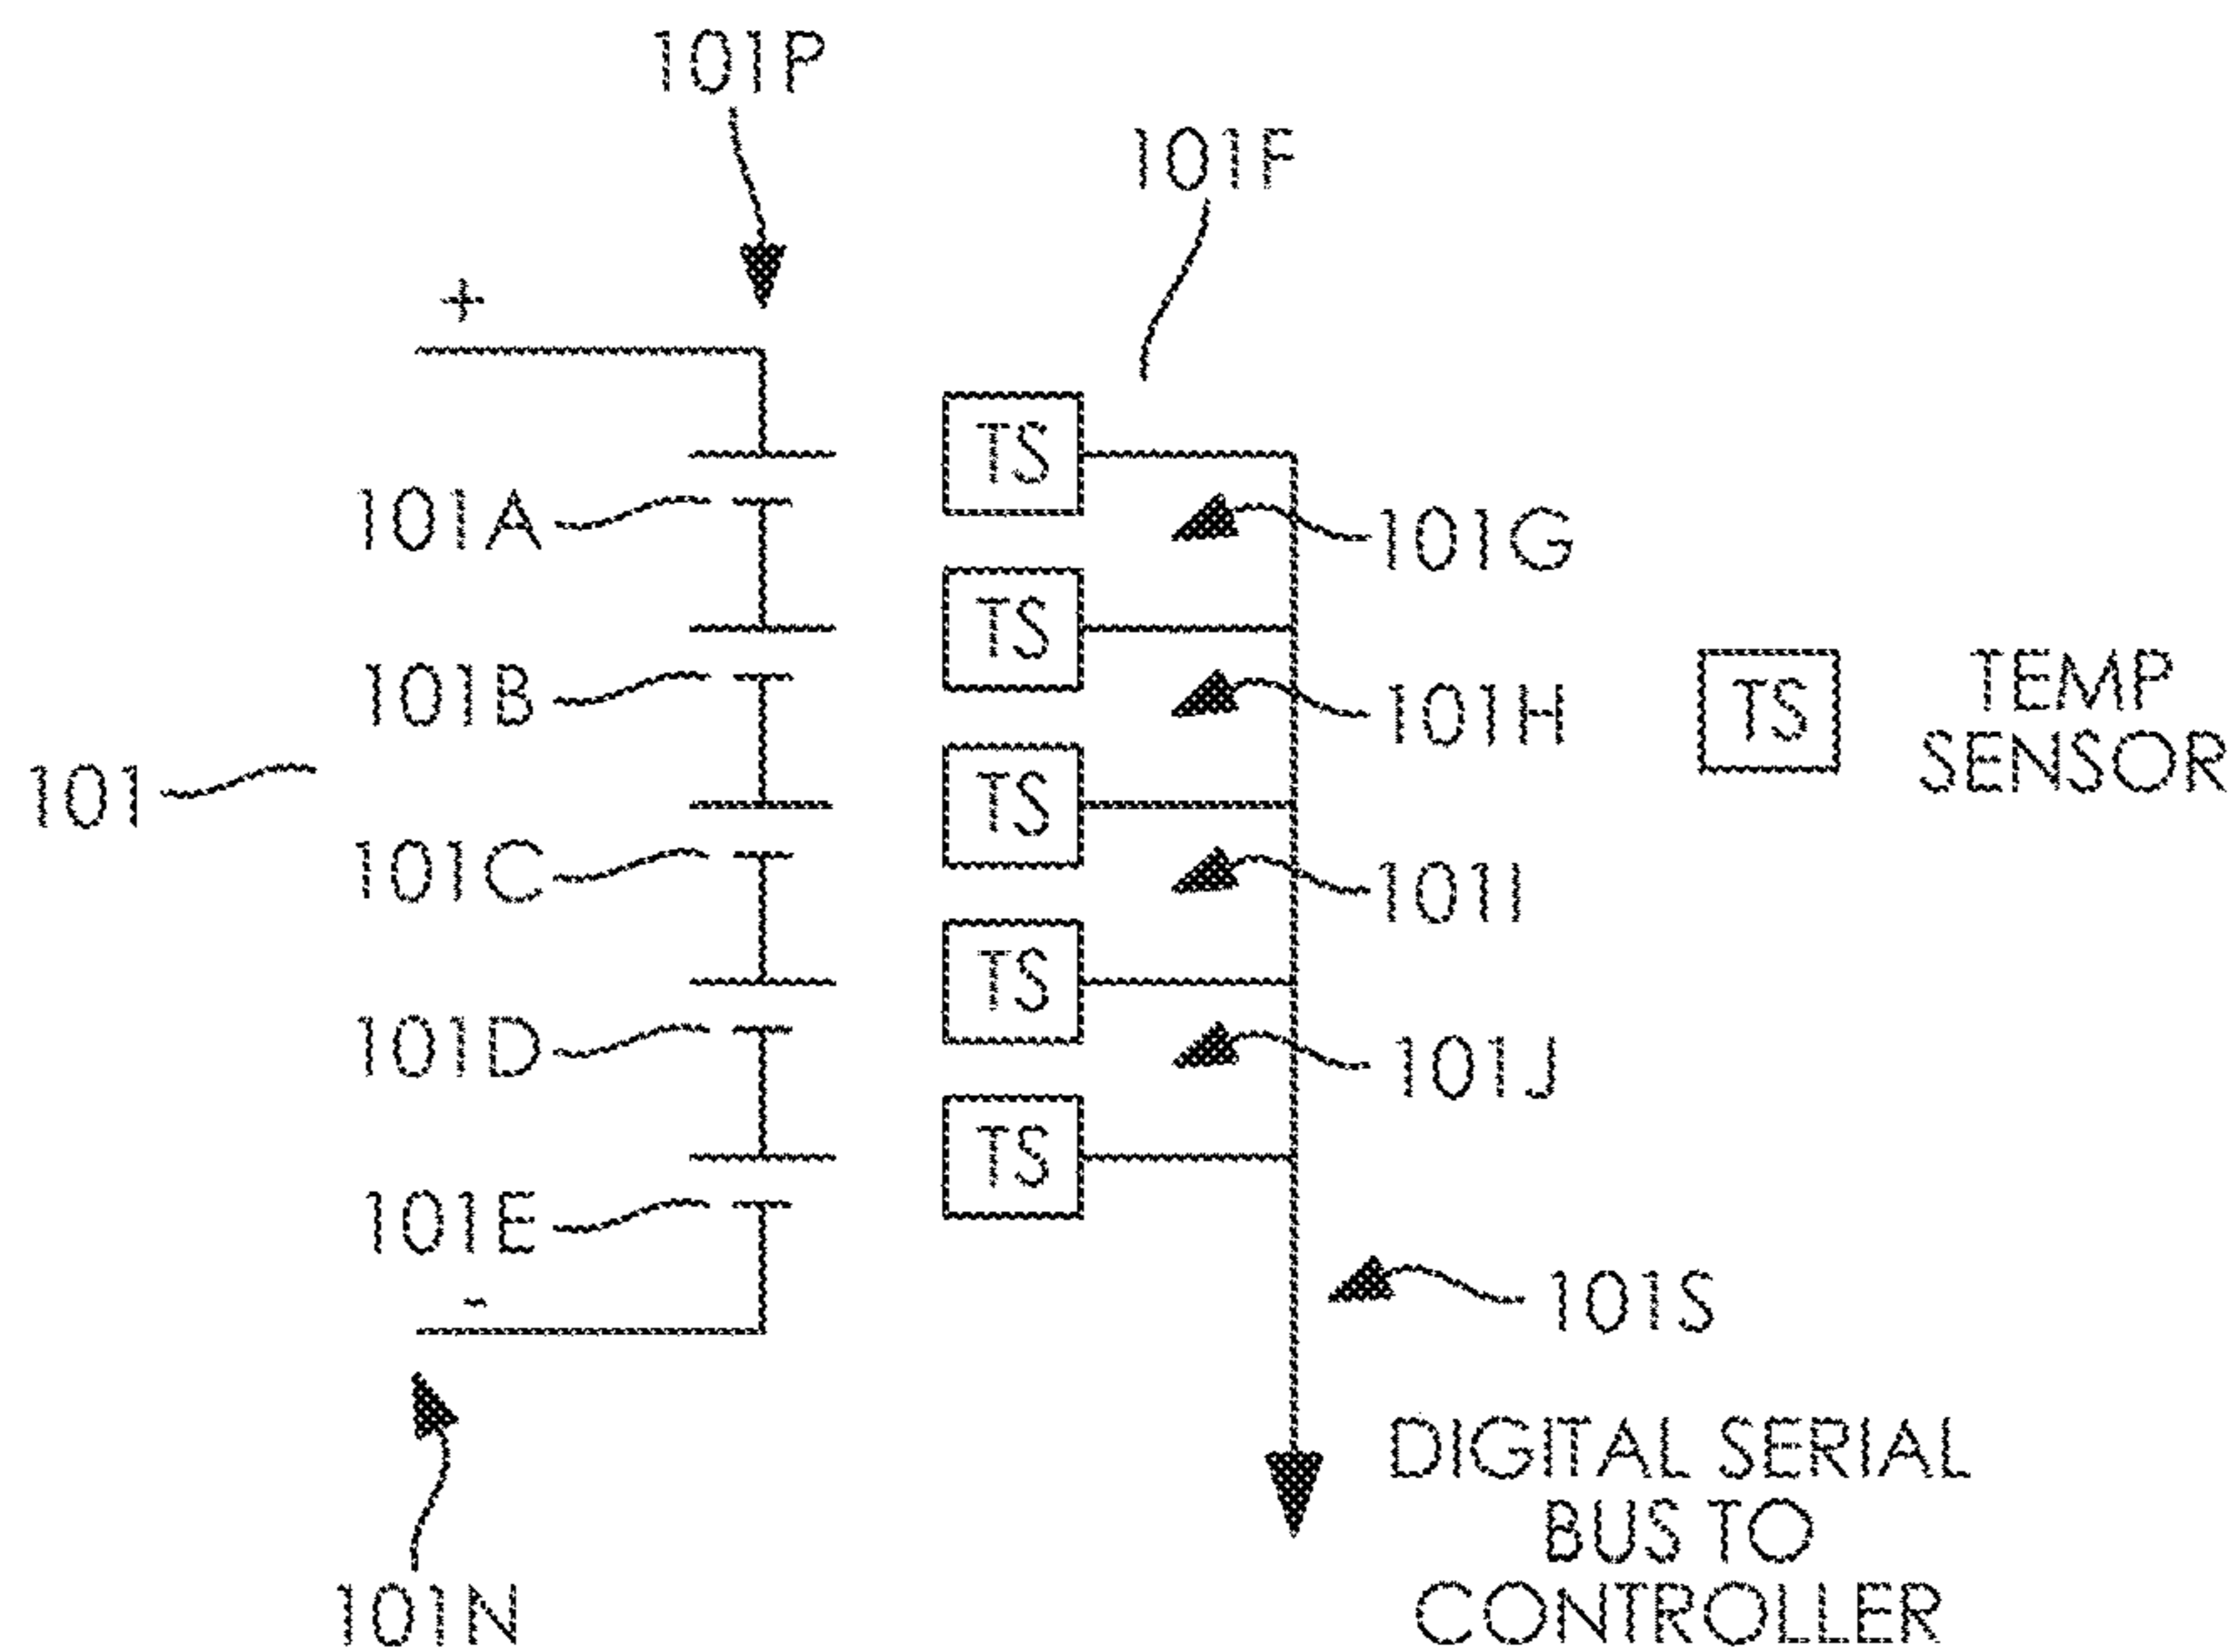 101P
101F
+
TS
101A
101G
TS
101B
101H
TS
TEMP
SENSOR
101
TS
101C
101I
TS
101D
101J
TS
101E
-
101S
DIGITAL SERIAL
BUS TO
CONTROLLER
101N